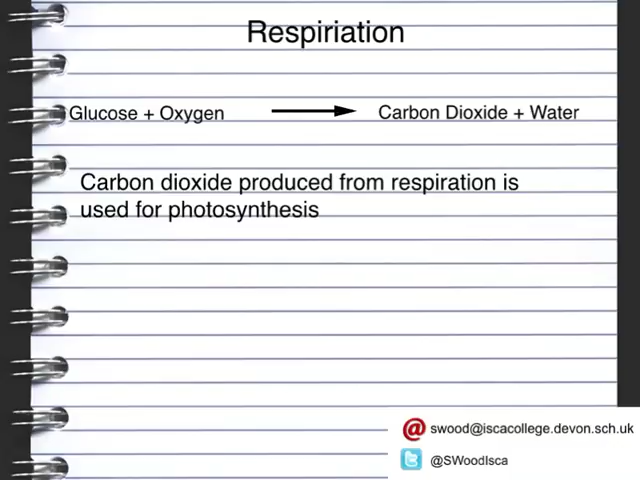 Respiriation
Glucose + Oxygen → Carbon Dioxide + Water
Carbon dioxide produced from respiration is
used for photosynthesis
@ swood@iscacollege.devon.sch.uk
@SWoodIsca